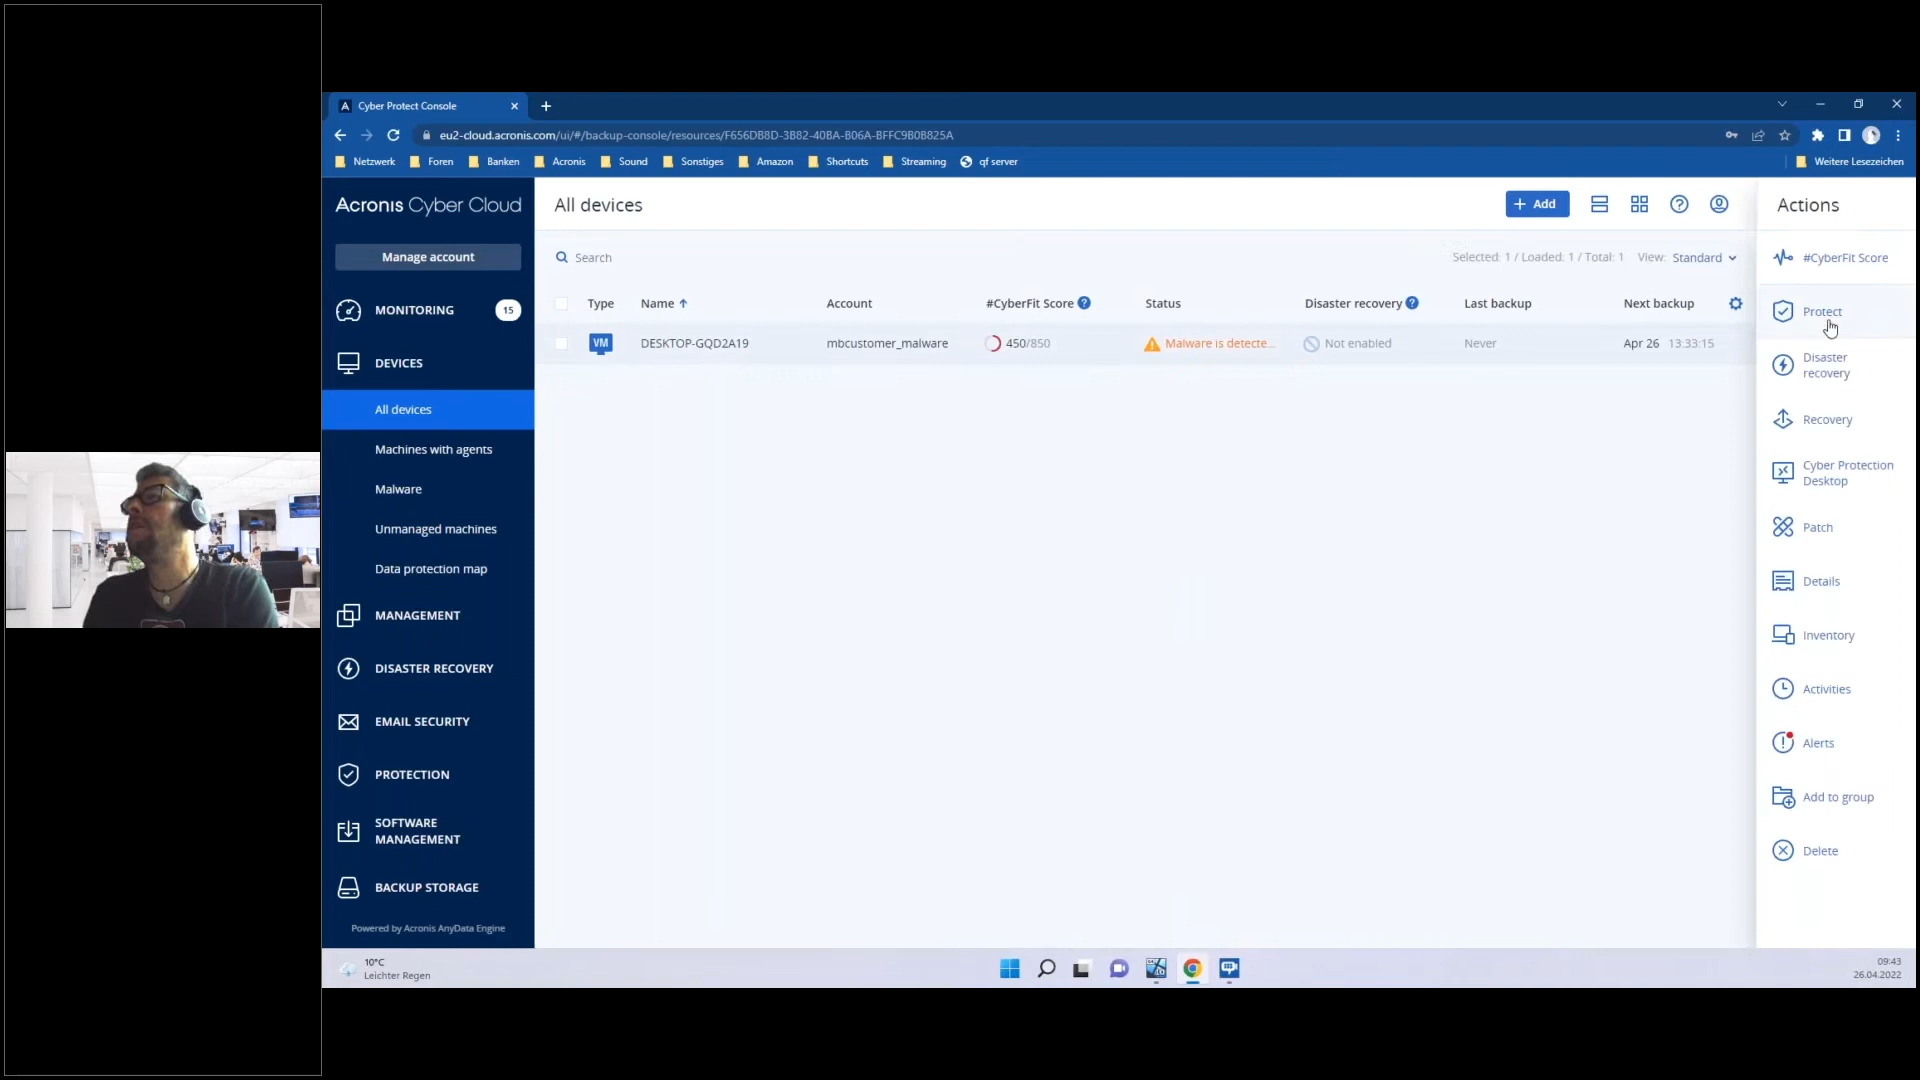 Cyber Protect Console
eu2-cloud.acronis.com/ui/#/backup-console/resources/F656DB8D-3B82-40BA-B06A-BFFC9B0B825A
Netzwerk Foren Banken Acronis Sound Sonstiges Amazon Shortcuts Streaming qf server Weitere Lesezeichen
Acronis Cyber Cloud
Manage account
MONITORING 15
DEVICES
All devices
Machines with agents
Malware
Unmanaged machines
Data protection map
MANAGEMENT
DISASTER RECOVERY
EMAIL SECURITY
PROTECTION
SOFTWARE
MANAGEMENT
BACKUP STORAGE
Powered by Acronis AnyData Engine
All devices
Add
Search
Selected: 1 / Loaded: 1 / Total: 1 View: Standard
Type Name Account #CyberFit Score Status Disaster recovery Last backup Next backup
VM DESKTOP-GQD2A19 mbcustomer_malware 450/850 Malware is detecte... Not enabled Never Apr 26 13:33:15
Actions
#CyberFit Score
Protect
Disaster
recovery
Recovery
Cyber Protection
Desktop
Patch
Details
Inventory
Activities
Alerts
Add to group
Delete
10°C
Leichter Regen
09:43
26.04.2022